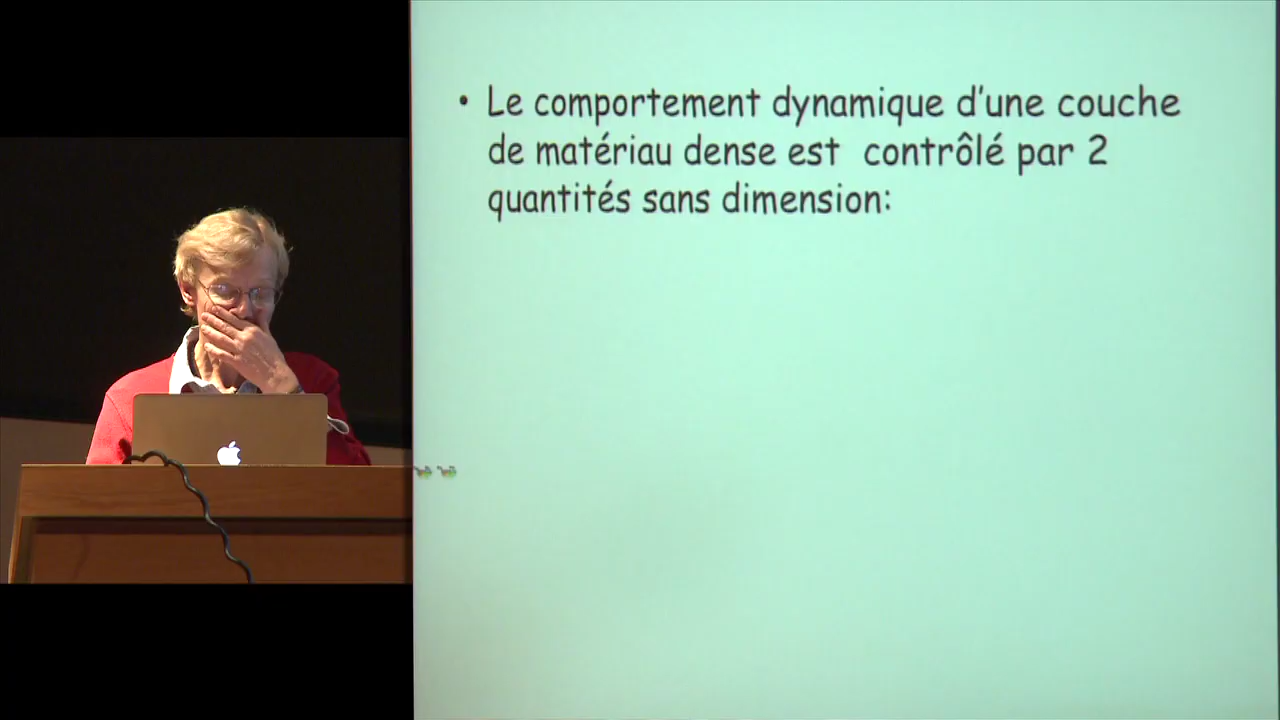 • Le comportement dynamique d'une couche
de matériau dense est contrôlé par 2
quantités sans dimension: